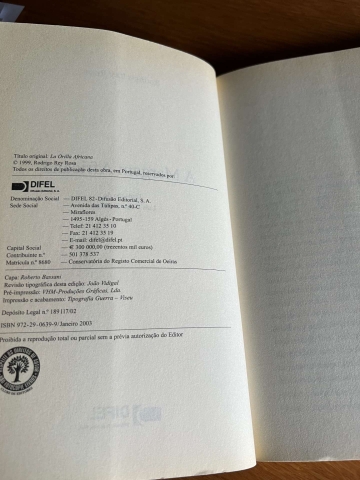 Título original: La Orilla Africana
© 1999, Rodrigo Rey Rosa
Todos os direitos de publicação desta obra, em Portugal, reservados por:
DIFEL
Denominação Social — DIFEL 82 - Difusão Editorial, S.A.
Sede Social — Avenida das Túlipas, n.º 40-C
— Miraflores
— 1495-159 Algés - Portugal
— Telef: 21 412 35 10
— Fax: 21 412 35 19
— E-mail: difel@difel.pt
Capital Social — € 300 000,00 (trezentos mil euros)
Contribuinte n.º — 501 378 537
Matrícula n.º 8680 — Conservatória do Registo Comercial de Oeiras
Capa: Roberto Bassani
Revisão tipográfica desta edição: João Vidigal
Pré-impressão: VHM-Produções Gráficas, Lda.
Impressão e acabamento: Tipografia Guerra – Viseu
Depósito Legal n.º 189 117/02
ISBN 972-29-0639-9/Janeiro 2003
Proibida a reprodução total ou parcial sem a prévia autorização do Editor